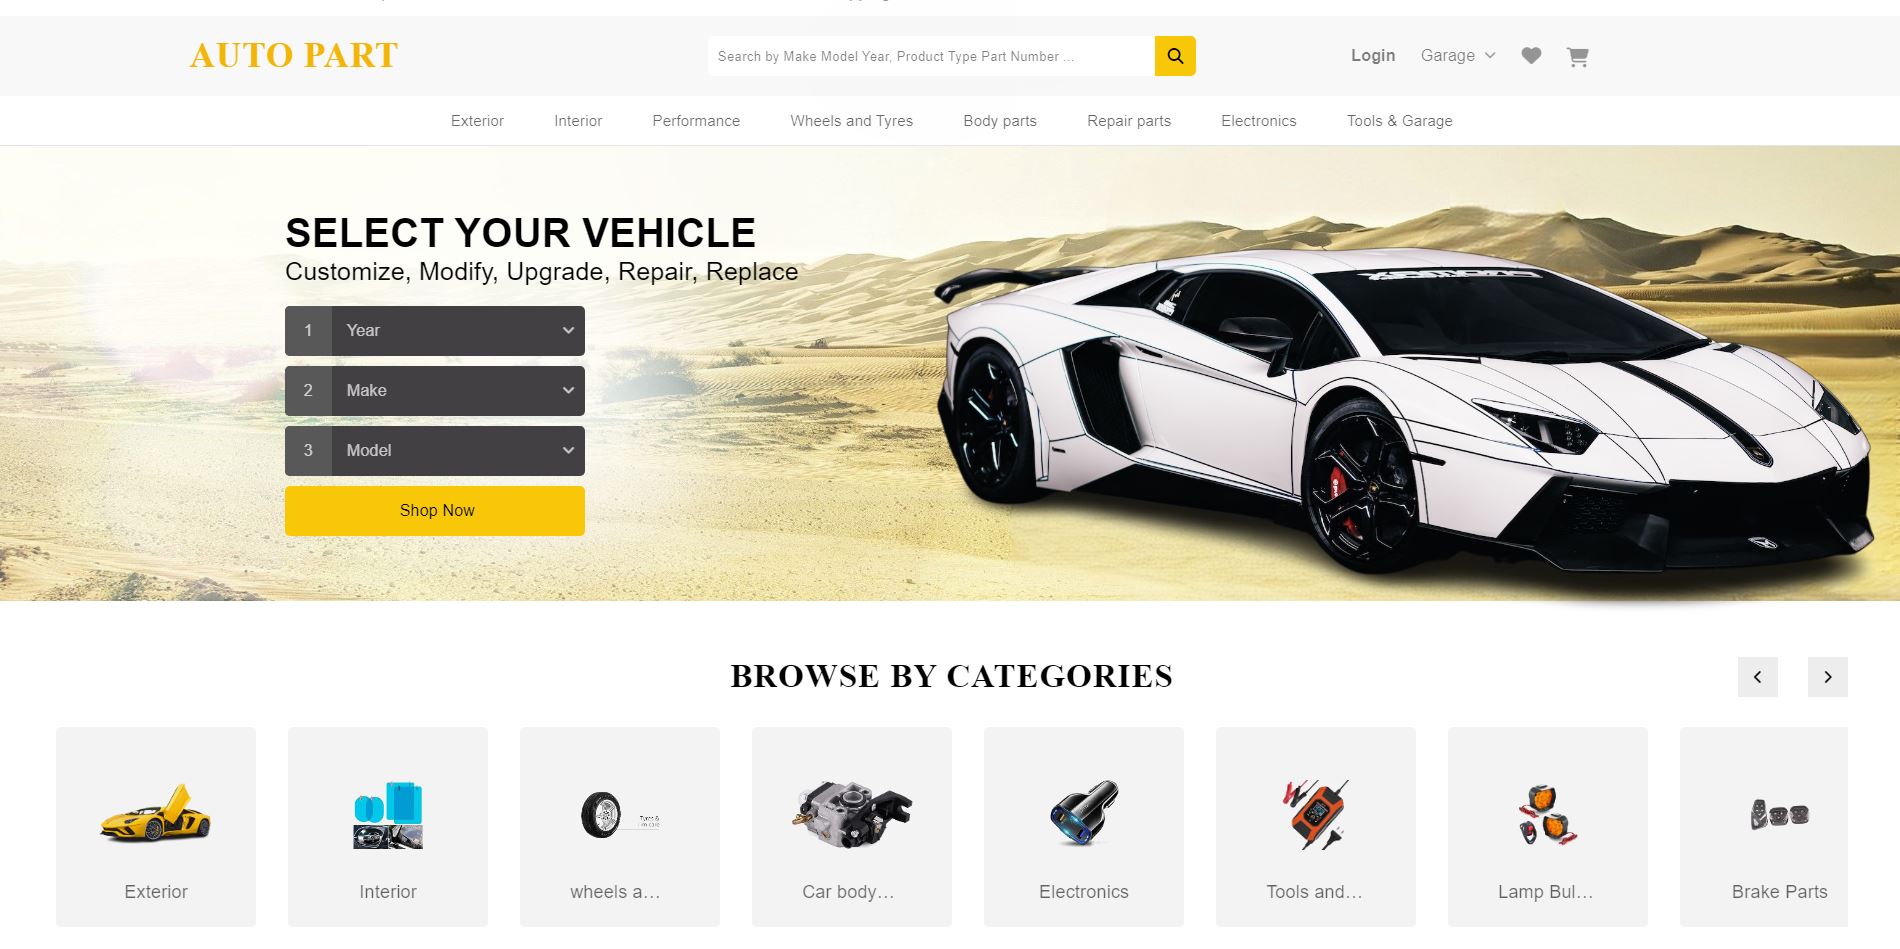 AUTO PART
Search by Make Model Year, Product Type Part Number ...
Login
Garage
Exterior
Interior
Performance
Wheels and Tyres
Body parts
Repair parts
Electronics
Tools & Garage
SELECT YOUR VEHICLE
Customize, Modify, Upgrade, Repair, Replace
1 Year
2 Make
3 Model
Shop Now
BROWSE BY CATEGORIES
Tyres &
Exterior
Interior
wheels a...
Car body...
Electronics
Tools and...
Lamp Bul...
Brake Parts